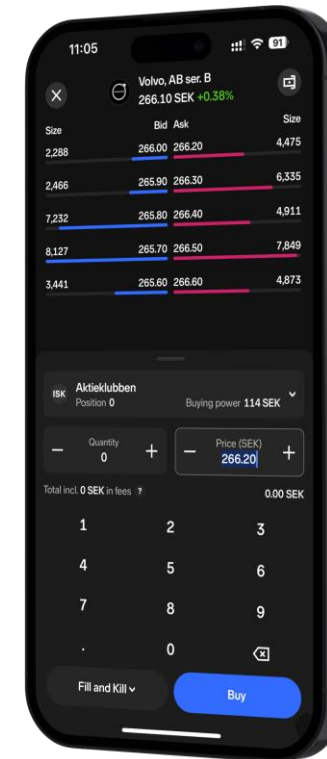 11:05
91
Volvo, AB ser. B
266.10 SEK +0.38%
Size Bid Ask Size
2,288 266.00 266.20 4,475
2,466 265.90 266.30 6,335
7,232 265.80 266.40 4,911
8,127 265.70 266.50 7,849
3,441 265.60 266.60 4,873
ISK Aktieklubben
Position 0 Buying power 114 SEK
− Quantity + − Price (SEK) +
0 266.20
Total incl. 0 SEK in fees ? 0.00 SEK
1 2 3
4 5 6
7 8 9
. 0
Fill and Kill Buy